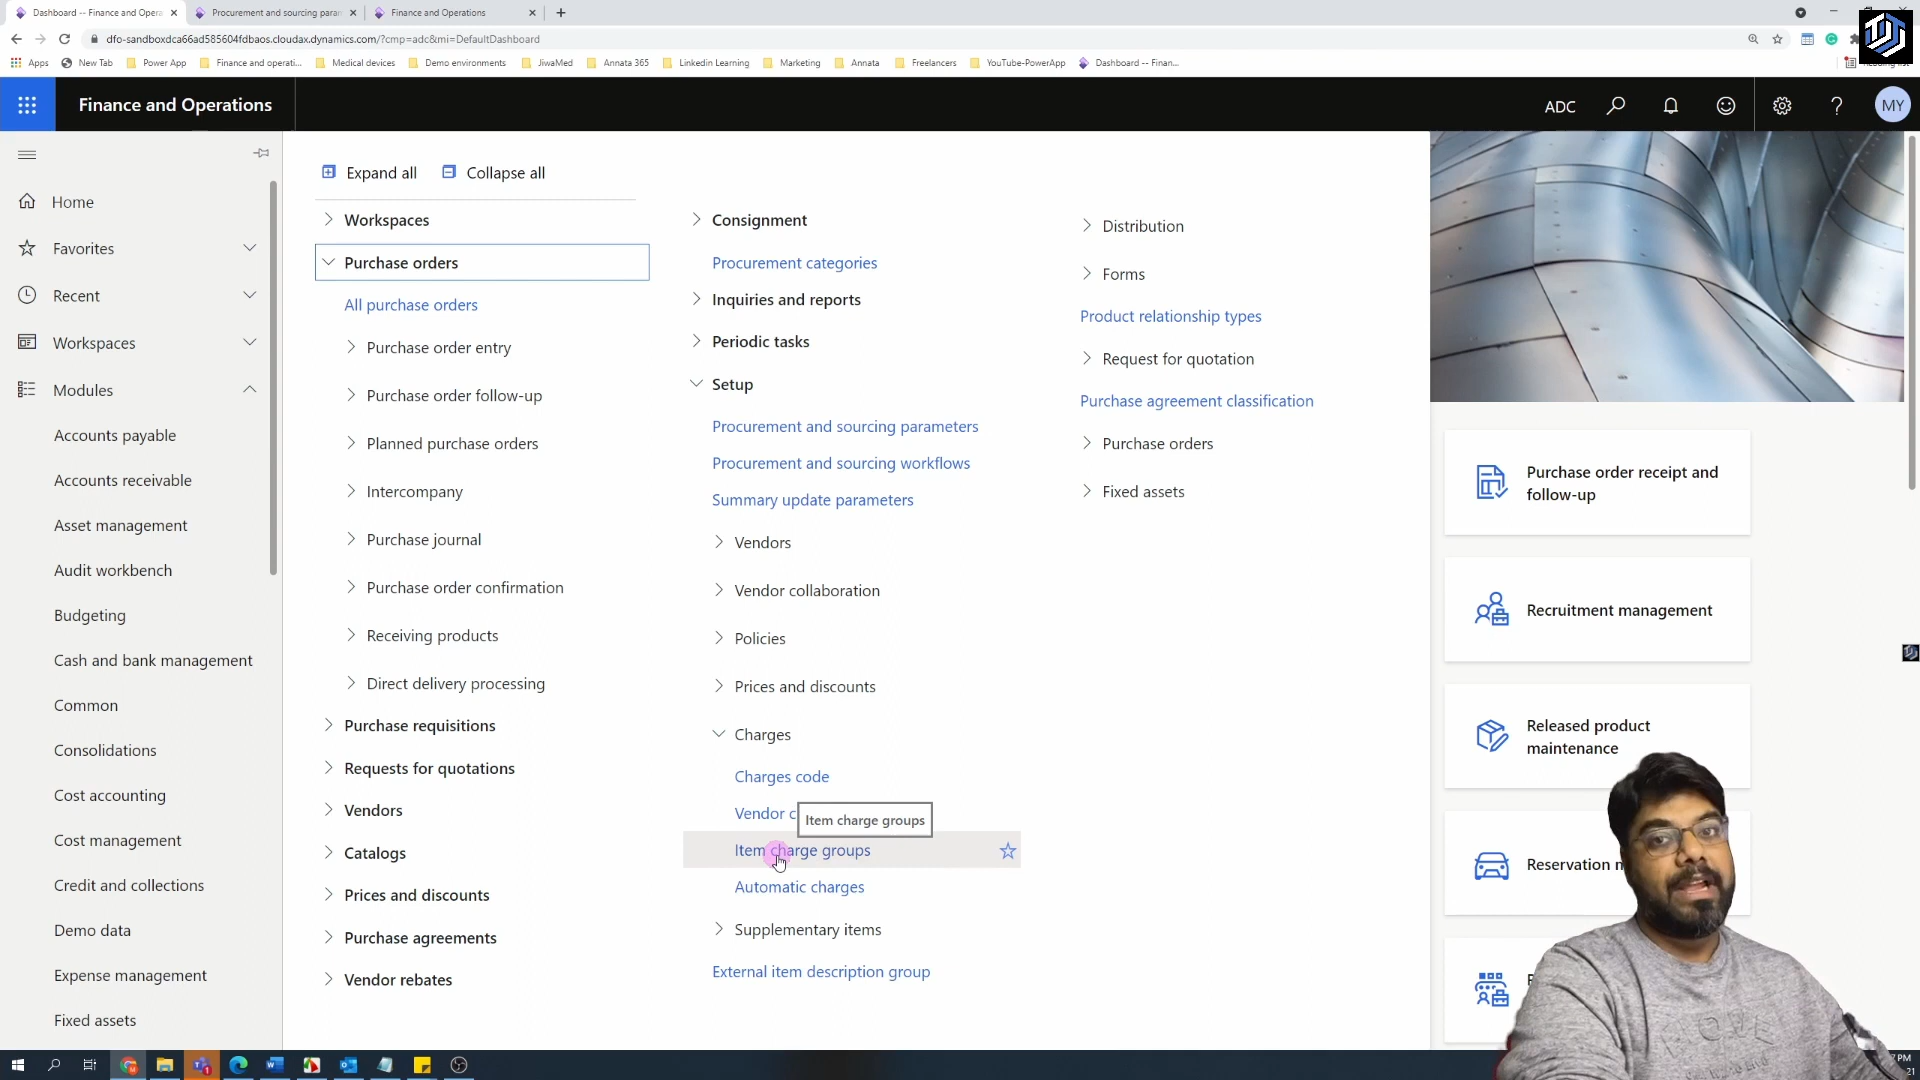 Dashboard -- Finance and Opera
Procurement and sourcing param
Finance and Operations
dfo-sandboxdca66ad585604fdbaos.cloudax.dynamics.com/?cmp=adc&mi=DefaultDashboard
Apps
New Tab
Power App
Finance and operati...
Medical devices
Demo environments
JiwaMed
Annata 365
Linkedin Learning
Marketing
Annata
Freelancers
YouTube-PowerApp
Dashboard -- Finan...
Finance and Operations
ADC
MY
Home
Favorites
Recent
Workspaces
Modules
Accounts payable
Accounts receivable
Asset management
Audit workbench
Budgeting
Cash and bank management
Common
Consolidations
Cost accounting
Cost management
Credit and collections
Demo data
Expense management
Fixed assets
Expand all
Collapse all
Workspaces
Purchase orders
All purchase orders
Purchase order entry
Purchase order follow-up
Planned purchase orders
Intercompany
Purchase journal
Purchase order confirmation
Receiving products
Direct delivery processing
Purchase requisitions
Requests for quotations
Vendors
Catalogs
Prices and discounts
Purchase agreements
Vendor rebates
Consignment
Procurement categories
Inquiries and reports
Periodic tasks
Setup
Procurement and sourcing parameters
Procurement and sourcing workflows
Summary update parameters
Vendors
Vendor collaboration
Policies
Prices and discounts
Charges
Charges code
Vendor c
Item charge groups
Item charge groups
Automatic charges
Supplementary items
External item description group
Distribution
Forms
Product relationship types
Request for quotation
Purchase agreement classification
Purchase orders
Fixed assets
Purchase order receipt and
follow-up
Recruitment management
Released product
maintenance
Reservation